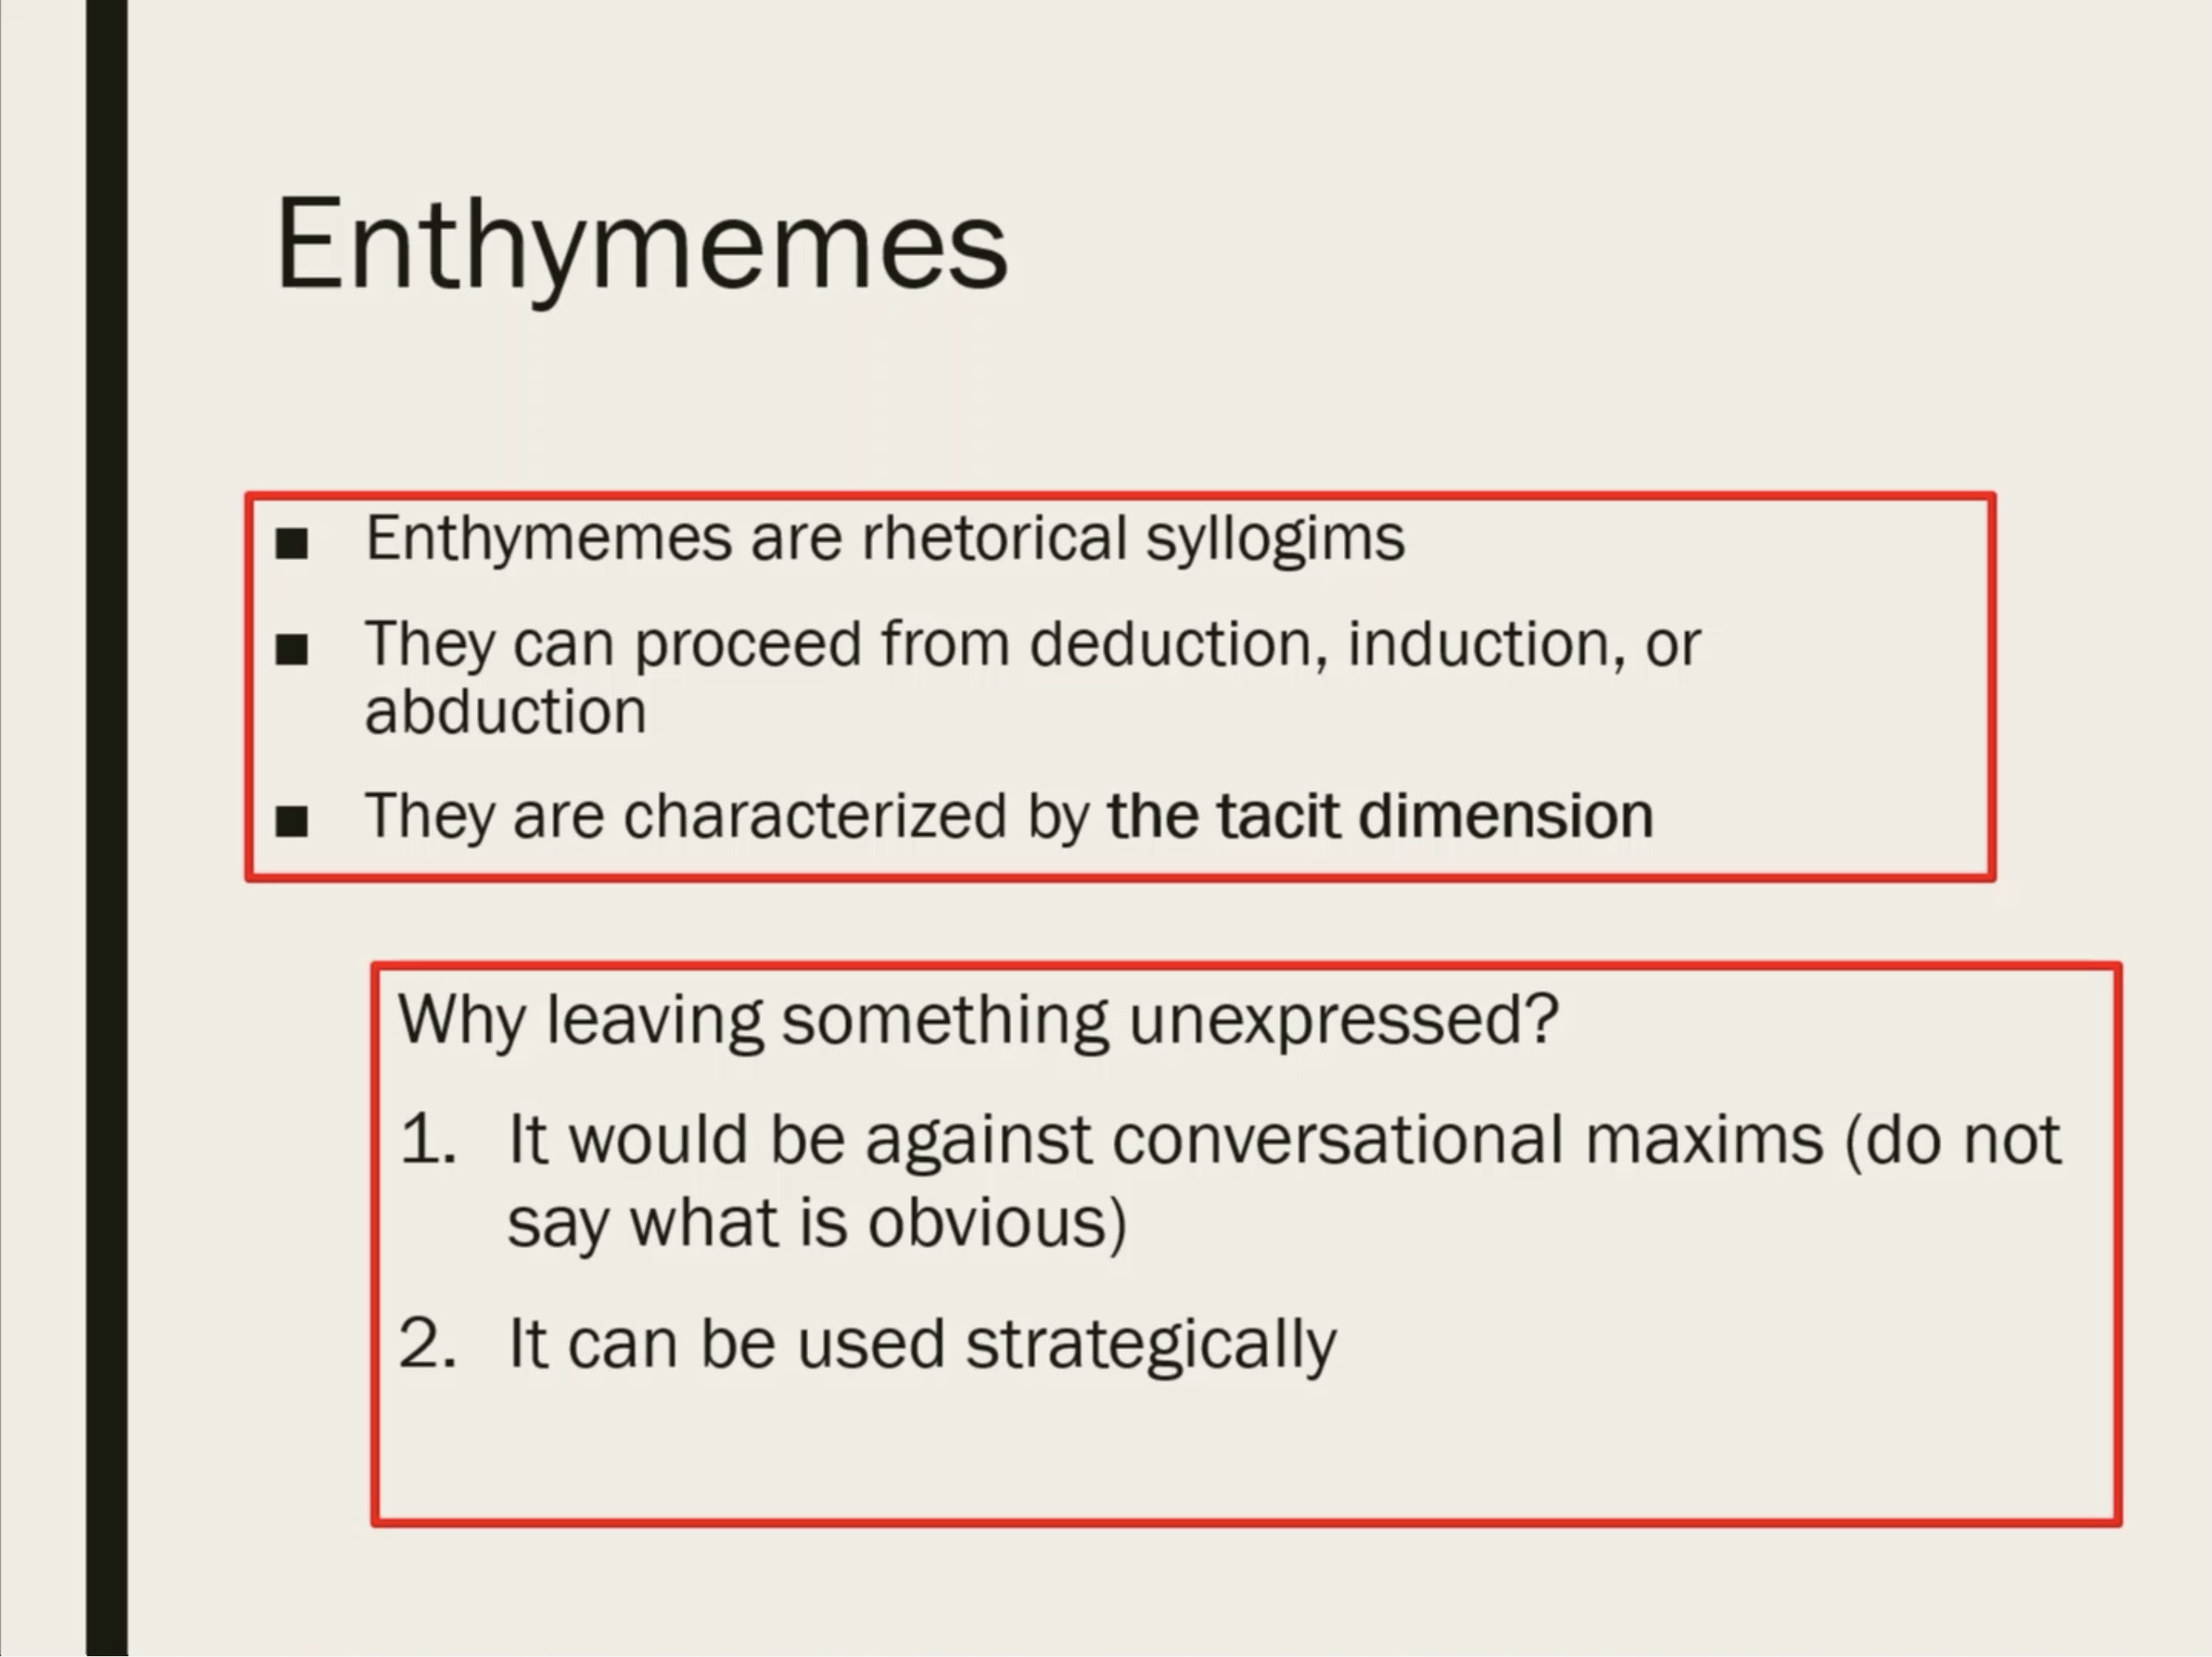 Enthymemes
■ Enthymemes are rhetorical syllogims
■ They can proceed from deduction, induction, or
abduction
■ They are characterized by the tacit dimension
Why leaving something unexpressed?
1. It would be against conversational maxims (do not
say what is obvious)
2. It can be used strategically